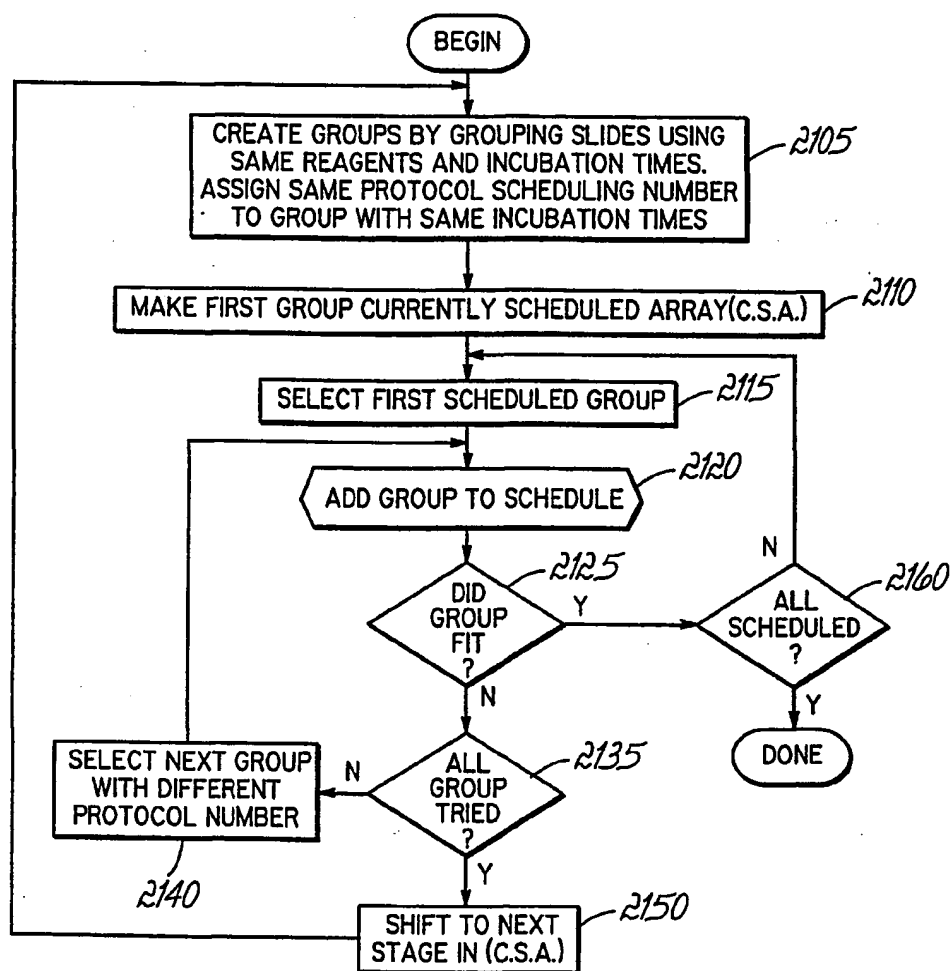 BEGIN
CREATE GROUPS BY GROUPING SLIDES USING
SAME REAGENTS AND INCUBATION TIMES.
ASSIGN SAME PROTOCOL SCHEDULING NUMBER
TO GROUP WITH SAME INCUBATION TIMES
2105
MAKE FIRST GROUP CURRENTLY SCHEDULED ARRAY(C.S.A.)
2110
SELECT FIRST SCHEDULED GROUP
2115
ADD GROUP TO SCHEDULE
2120
DID
GROUP
FIT
?
2125
Y
N
ALL
SCHEDULED
?
2160
N
Y
DONE
ALL
GROUP
TRIED
?
2135
N
Y
SELECT NEXT GROUP
WITH DIFFERENT
PROTOCOL NUMBER
2140
SHIFT TO NEXT
STAGE IN (C.S.A.)
2150